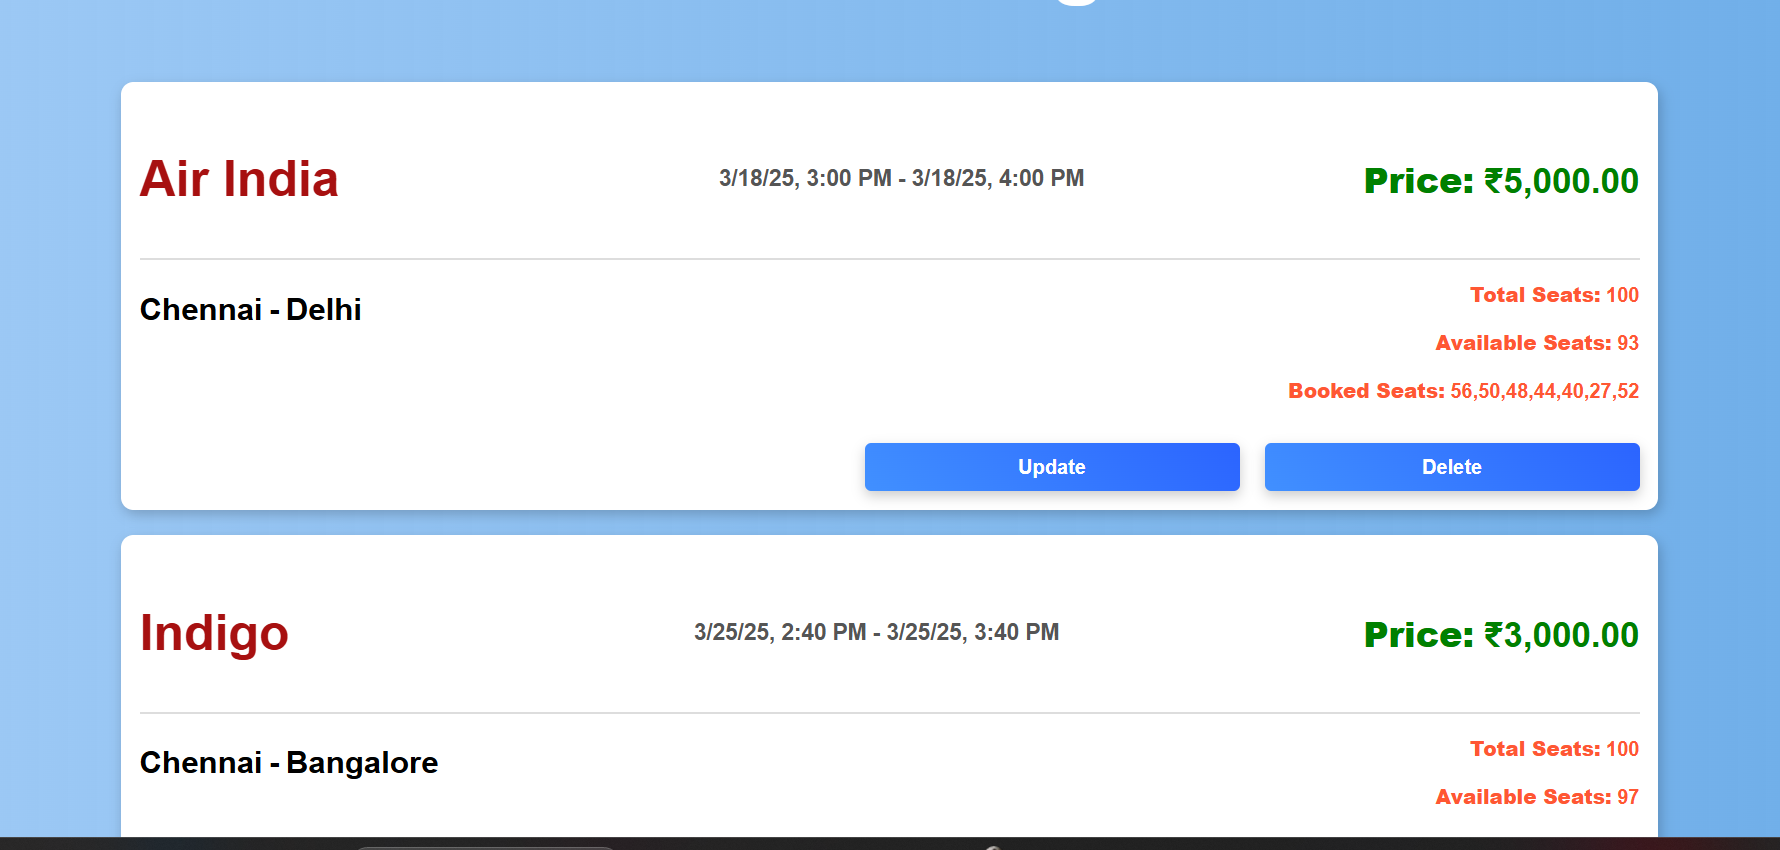 Air India
3/18/25, 3:00 PM - 3/18/25, 4:00 PM
Price: ₹5,000.00
Chennai - Delhi
Total Seats: 100
Available Seats: 93
Booked Seats: 56,50,48,44,40,27,52
Update
Delete
Indigo
3/25/25, 2:40 PM - 3/25/25, 3:40 PM
Price: ₹3,000.00
Chennai - Bangalore
Total Seats: 100
Available Seats: 97